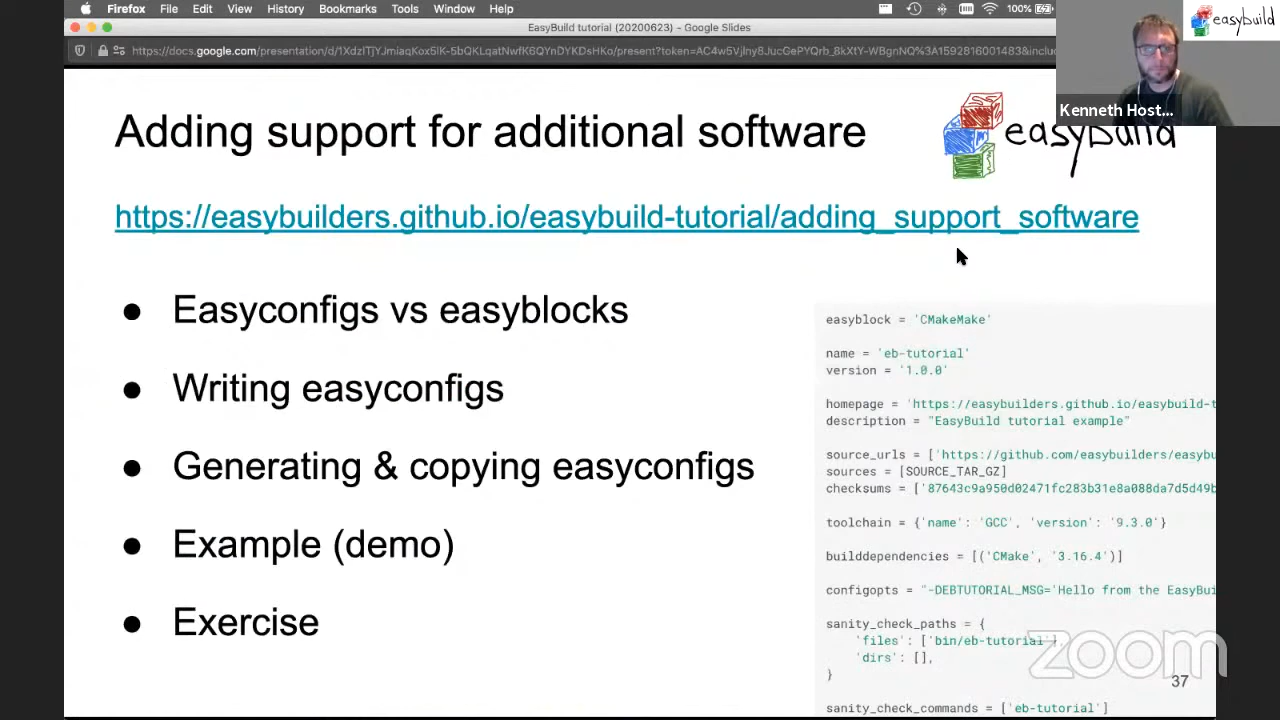 Firefox File Edit View History Bookmarks Tools Window Help 100%
EasyBuild tutorial (20200623) - Google Slides
easybuild
Kenneth Host...
Adding support for additional software
easybuild
https://easybuilders.github.io/easybuild-tutorial/adding_support_software
● Easyconfigs vs easyblocks
● Writing easyconfigs
● Generating & copying easyconfigs
● Example (demo)
● Exercise
easyblock = 'CMakeMake'
name = 'eb-tutorial'
version = '1.0.0'
homepage = 'https://easybuilders.github.io/easybuild-t
description = "EasyBuild tutorial example"
source_urls = ['https://github.com/easybuilders/easybu
sources = [SOURCE_TAR_GZ]
checksums = ['87643c9a950d02471fc283b31e8a088da7d5d49b
toolchain = {'name': 'GCC', 'version': '9.3.0'}
builddependencies = [('CMake', '3.16.4')]
configopts = "-DEBTUTORIAL_MSG='Hello from the EasyBui
sanity_check_paths = {
'files': ['bin/eb-tutorial'],
'dirs': [],
}
sanity_check_commands = ['eb-tutorial']
zoom
37